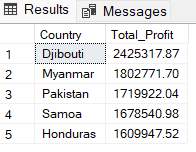 Results Messages
Country Total_Profit
1 Djibouti 2425317.87
2 Myanmar 1802771.70
3 Pakistan 1719922.04
4 Samoa 1678540.98
5 Honduras 1609947.52